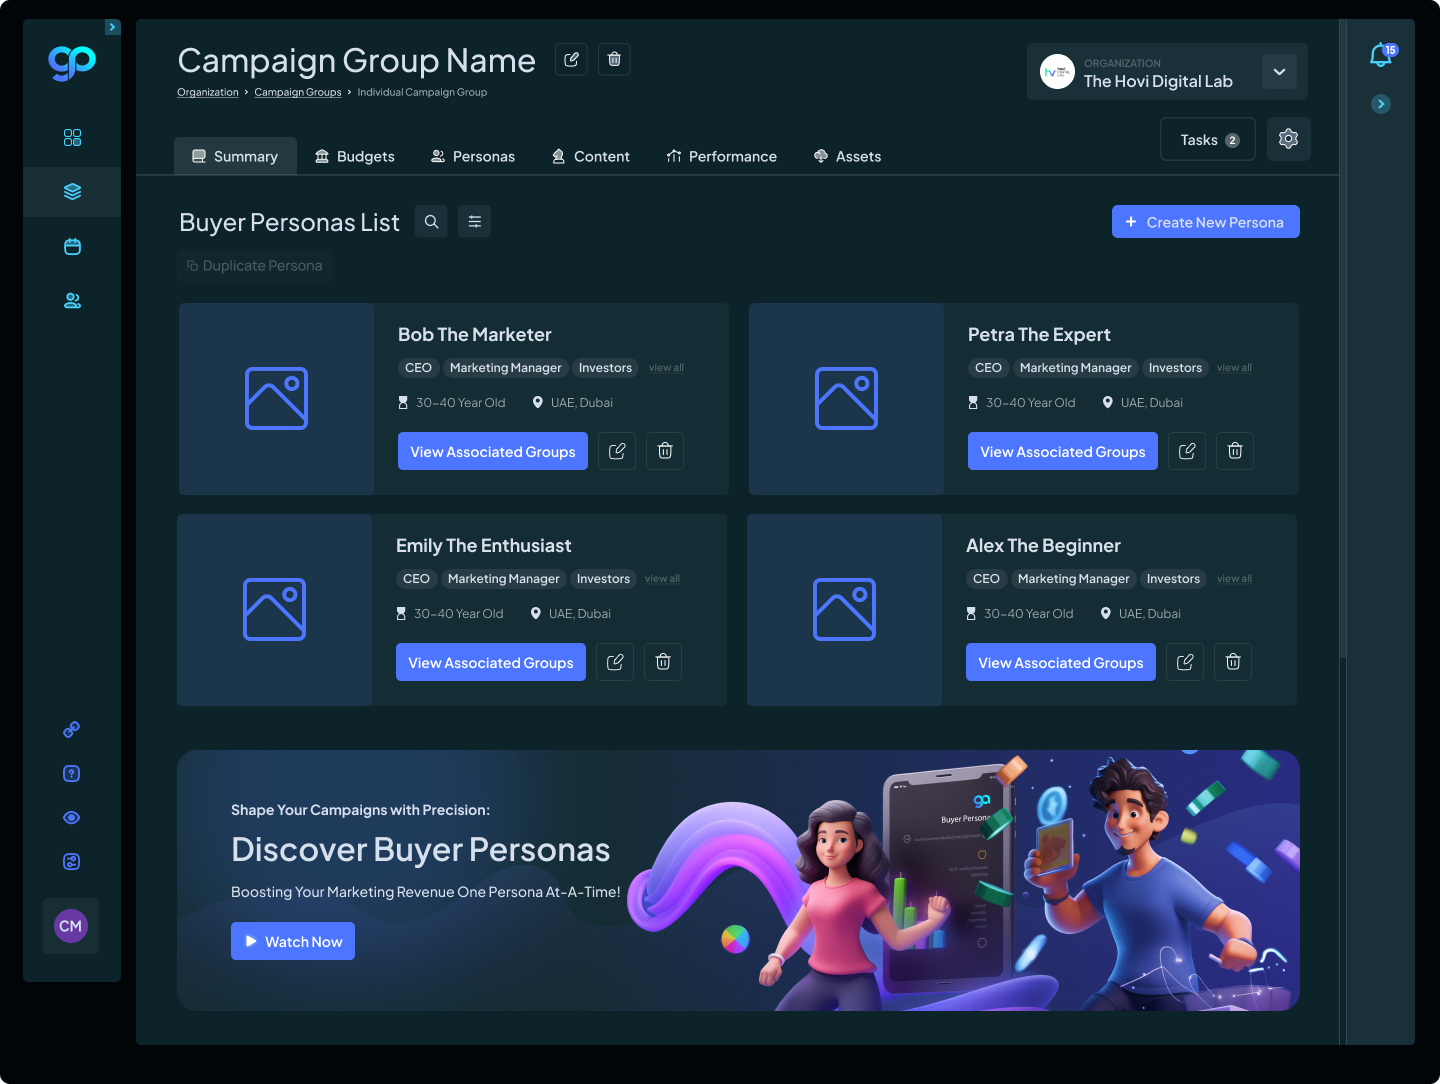 gp
15
Campaign Group Name
Organization > Campaign Groups > Individual Campaign Group
ORGANIZATION
The Hovi Digital Lab
Tasks 2
Summary Budgets Personas Content Performance Assets
Buyer Personas List
+ Create New Persona
Duplicate Persona
Bob The Marketer
CEO Marketing Manager Investors view all
30-40 Year Old UAE, Dubai
View Associated Groups
Petra The Expert
CEO Marketing Manager Investors view all
30-40 Year Old UAE, Dubai
View Associated Groups
Emily The Enthusiast
CEO Marketing Manager Investors view all
30-40 Year Old UAE, Dubai
View Associated Groups
Alex The Beginner
CEO Marketing Manager Investors view all
30-40 Year Old UAE, Dubai
View Associated Groups
Shape Your Campaigns with Precision:
Discover Buyer Personas
Boosting Your Marketing Revenue One Persona At-A-Time!
Watch Now
Buyer Persona
CM